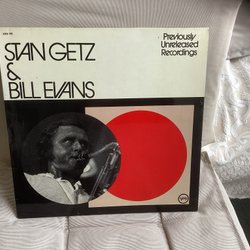 STAN GETZ
&
BILL EVANS
Previously
Unreleased
Recordings